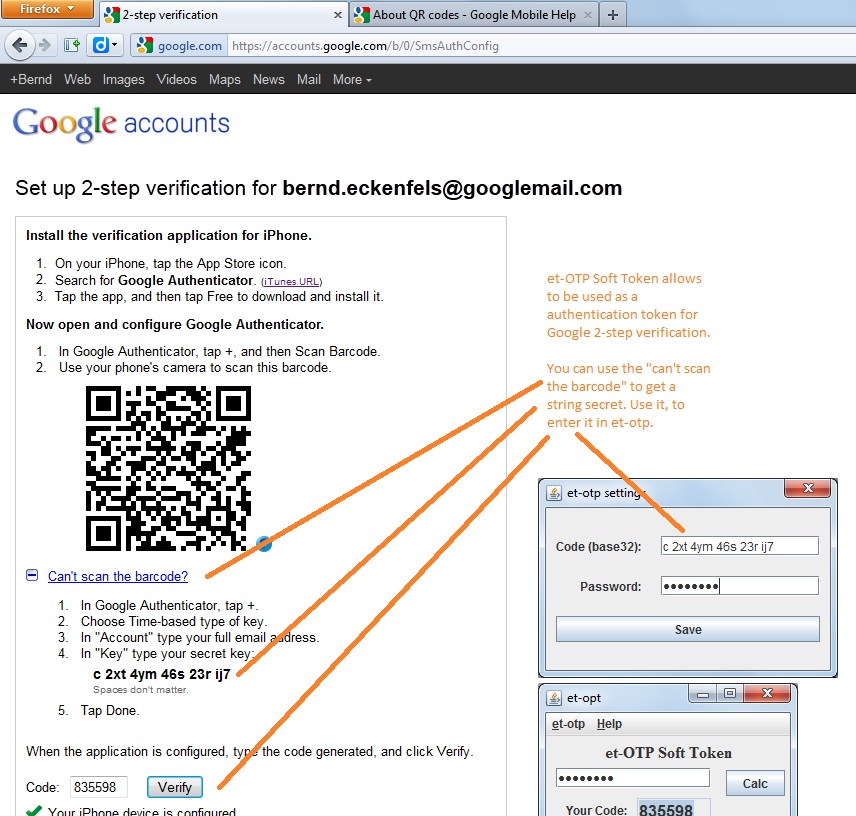 Firefox
2-step verification
About QR codes - Google Mobile Help
google.com
https://accounts.google.com/b/0/SmsAuthConfig
+Bernd Web Images Videos Maps News Mail More
Google accounts
Set up 2-step verification for bernd.eckenfels@googlemail.com
Install the verification application for iPhone.
1. On your iPhone, tap the App Store icon.
2. Search for Google Authenticator. (iTunes URL)
3. Tap the app, and then tap Free to download and install it.
Now open and configure Google Authenticator.
1. In Google Authenticator, tap +, and then Scan Barcode.
2. Use your phone's camera to scan this barcode.
Can't scan the barcode?
1. In Google Authenticator, tap +.
2. Choose Time-based type of key.
3. In "Account" type your full email address.
4. In "Key" type your secret key:
c 2xt 4ym 46s 23r ij7
Spaces don't matter.
5. Tap Done.
When the application is configured, type the code generated, and click Verify.
Code: 835598 Verify
Your iPhone device is configured
et-OTP Soft Token allows
to be used as a
authentication token for
Google 2-step verification.
You can use the "can't scan
the barcode" to get a
string secret. Use it, to
enter it in et-otp.
et-otp settings
Code (base32): c 2xt 4ym 46s 23r ij7
Password: ••••••••
Save
et-opt
et-otp Help
et-OTP Soft Token
•••••••• Calc
Your Code: 835598